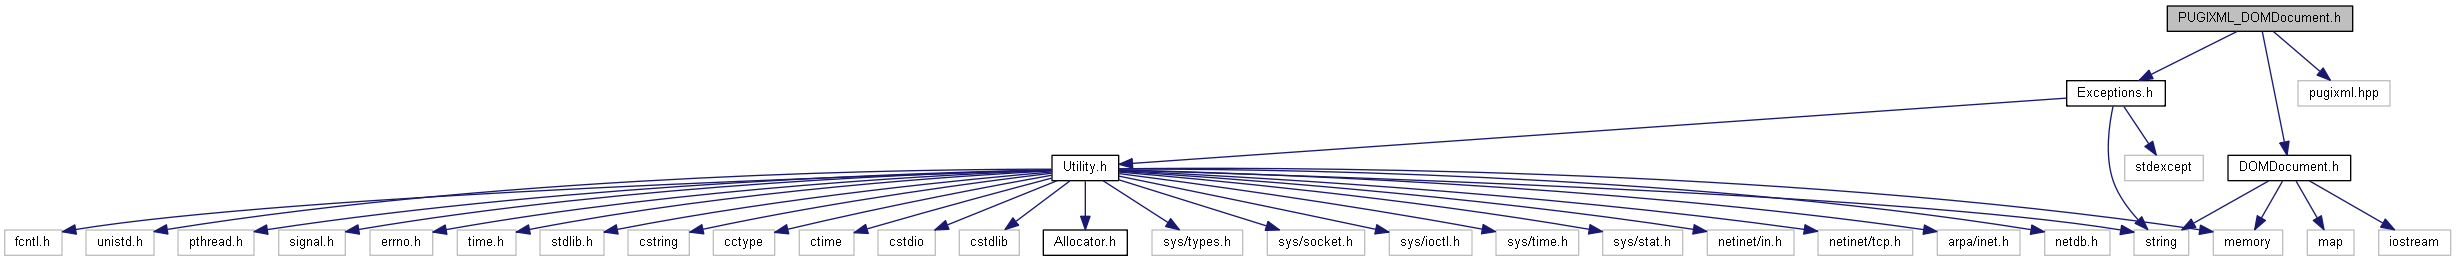 PUGIXML_DOMDocument.h
Exceptions.h
pugixml.hpp
Utility.h
stdexcept
DOMDocument.h
fcntl.h
unistd.h
pthread.h
signal.h
errno.h
time.h
stdlib.h
cstring
cctype
ctime
cstdio
cstdlib
Allocator.h
sys/types.h
sys/socket.h
sys/ioctl.h
sys/time.h
sys/stat.h
netinet/in.h
netinet/tcp.h
arpa/inet.h
netdb.h
string
memory
map
iostream